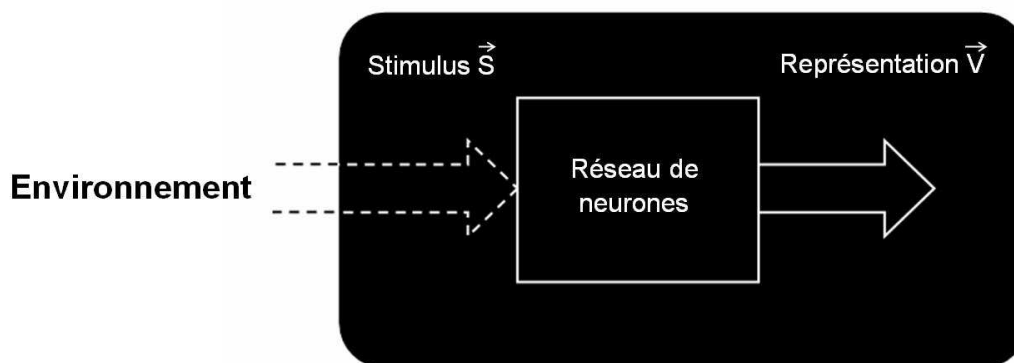 Stimulus S⃗
Représentation V⃗
Environnement
Réseau de
neurones